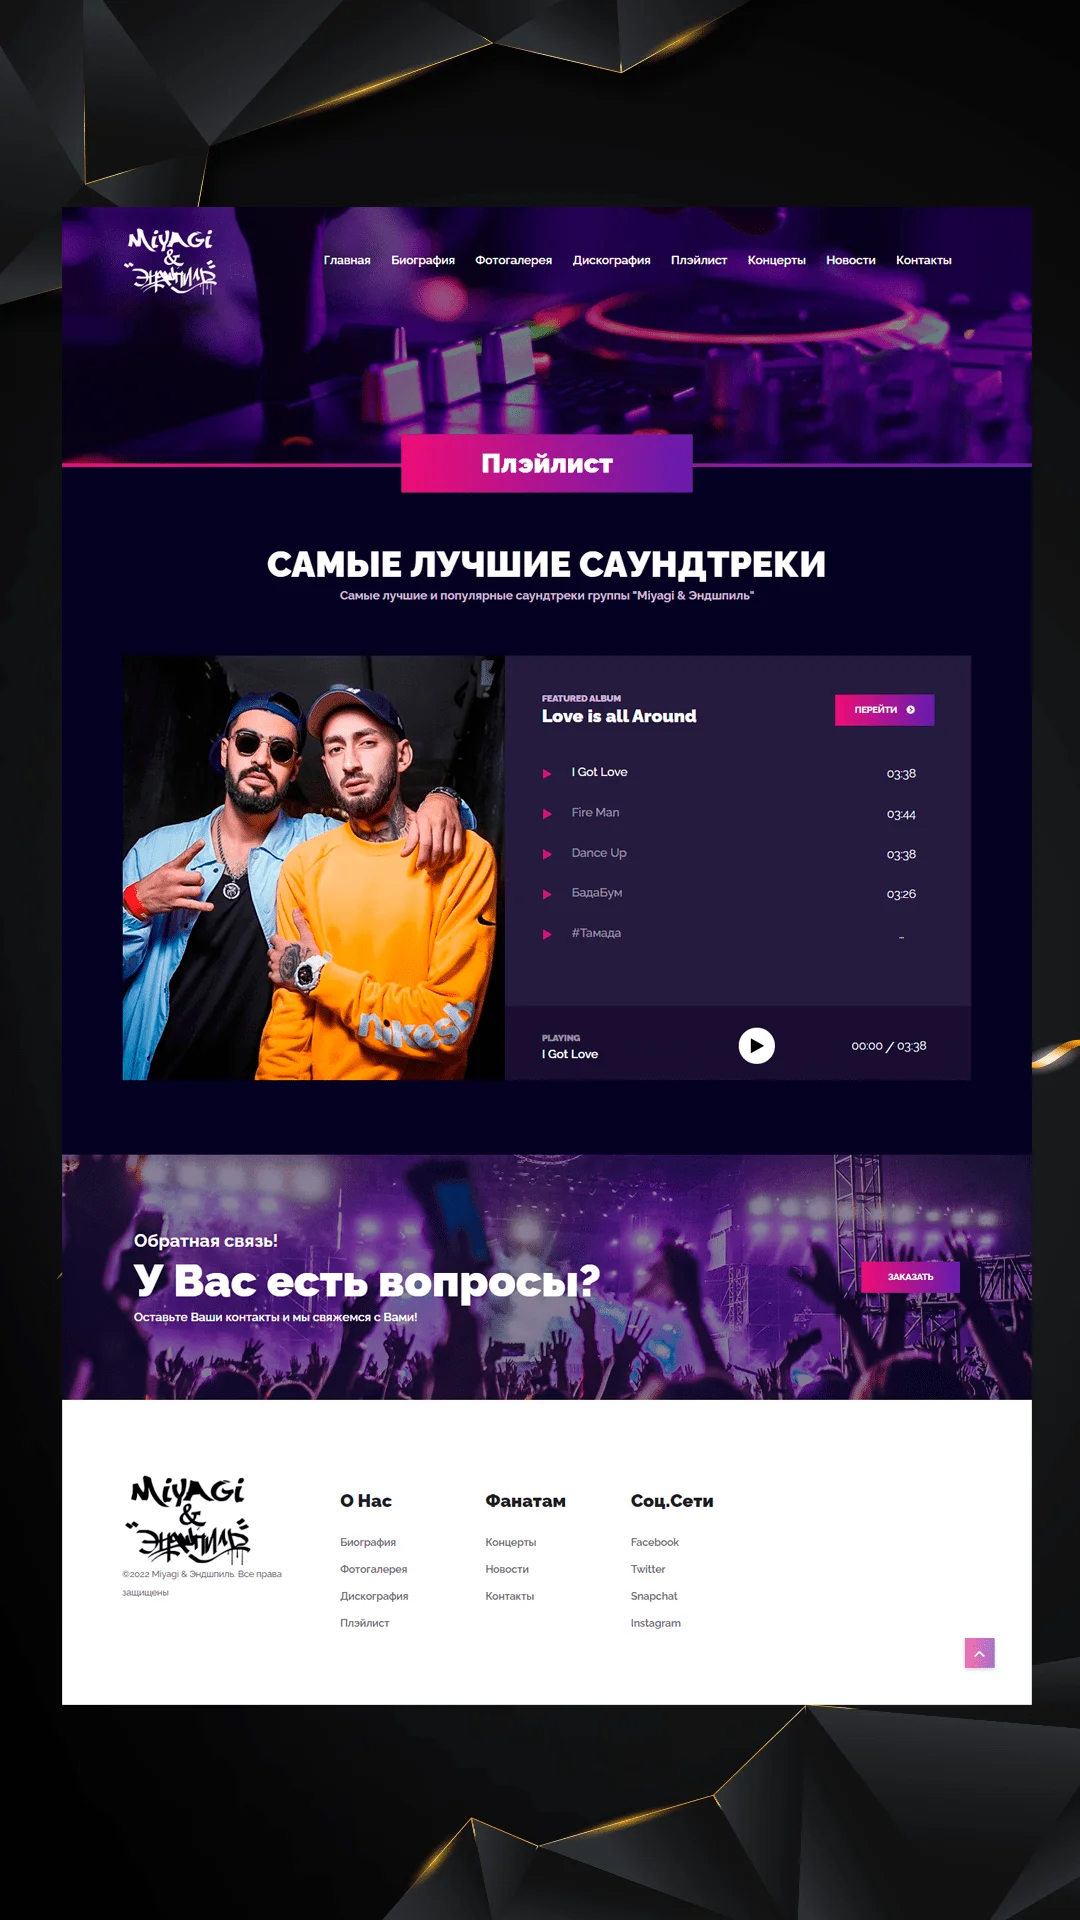 MiYAGi
&
"Эндшпиль"
Главная Биография Фотогалерея Дискография Плэйлист Концерты Новости Контакты
Плэйлист
САМЫЕ ЛУЧШИЕ САУНДТРЕКИ
Самые лучшие и популярные саундтреки группы "Miyagi & Эндшпиль"
FEATURED ALBUM
Love is all Around
ПЕРЕЙТИ
I Got Love 03:38
Fire Man 03:44
Dance Up 03:38
БадаБум 03:26
#Тамада _
nikesb
PLAYING
I Got Love
00:00 / 03:38
Обратная связь!
У Вас есть вопросы?
Оставьте Ваши контакты и мы свяжемся с Вами!
ЗАКАЗАТЬ
MiYAGi
&
"Эндшпиль"
©2022 Miyagi & Эндшпиль. Все права
защищены
О Нас
Биография
Фотогалерея
Дискография
Плэйлист
Фанатам
Концерты
Новости
Контакты
Соц.Сети
Facebook
Twitter
Snapchat
Instagram